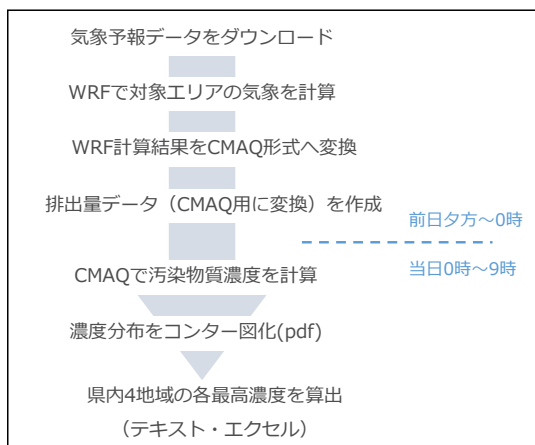 気象予報データをダウンロード
WRFで対象エリアの気象を計算
WRF計算結果をCMAQ形式へ変換
排出量データ（CMAQ用に変換）を作成
前日夕方～0時
当日0時～9時
CMAQで汚染物質濃度を計算
濃度分布をコンター図化(pdf)
県内4地域の各最高濃度を算出
（テキスト・エクセル）